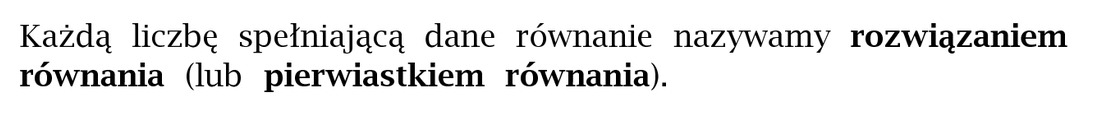 Każdą liczbę spełniającą dane równanie nazywamy rozwiązaniem
równania (lub pierwiastkiem równania).